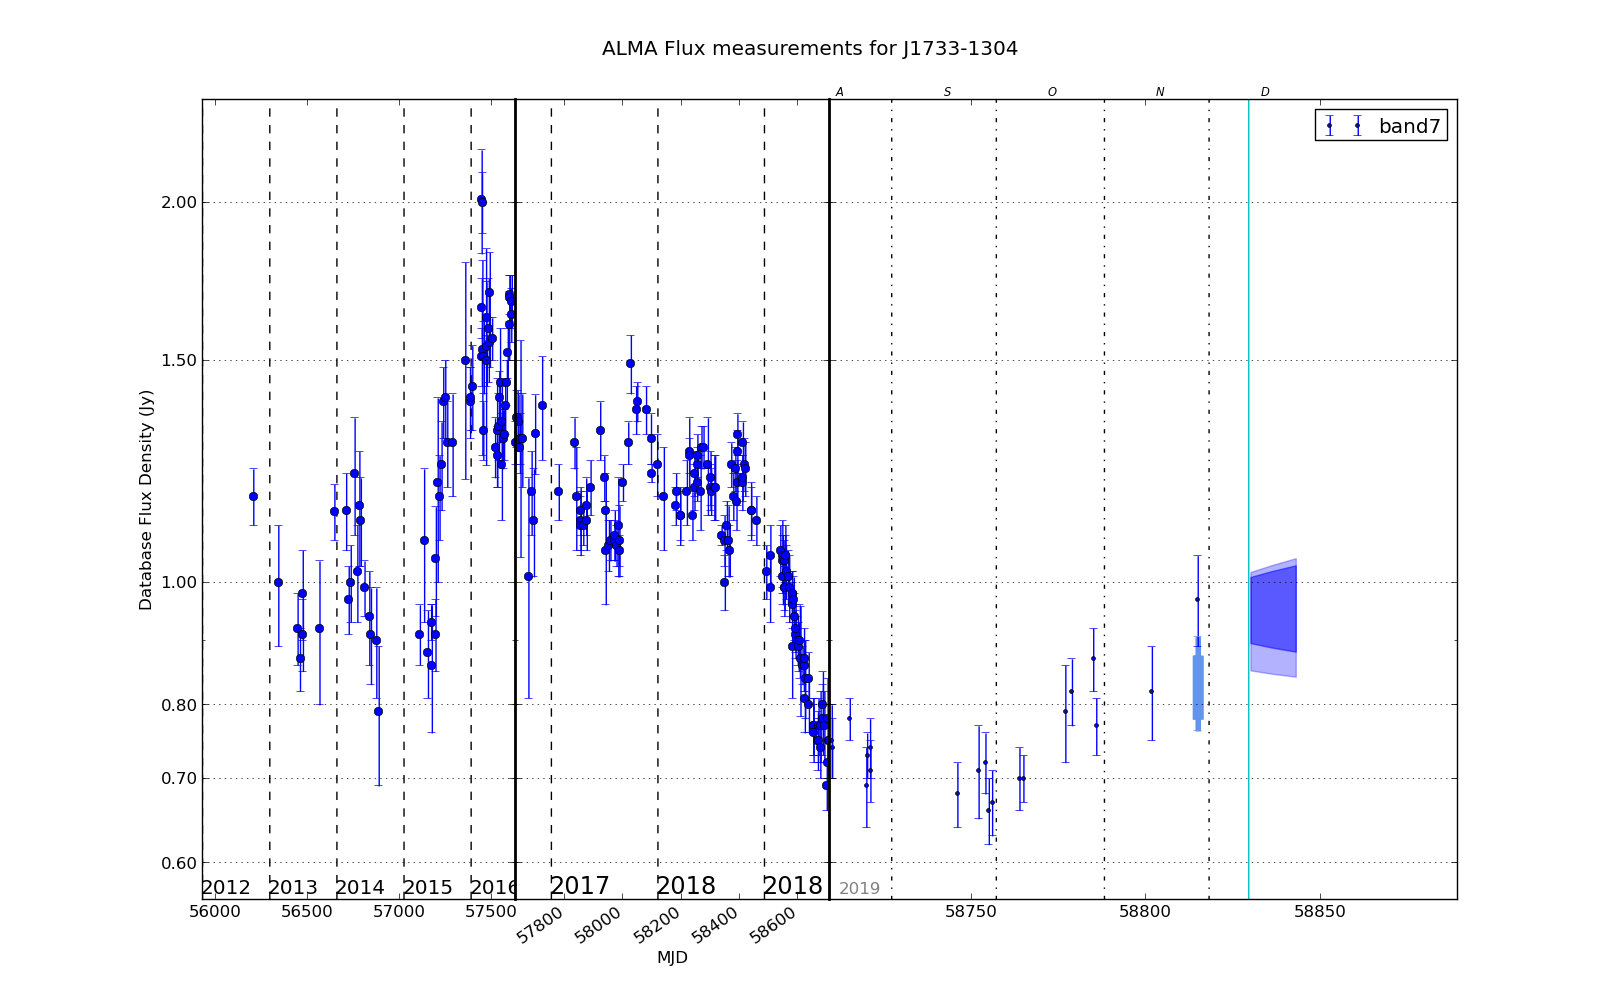 ALMA Flux measurements for J1733-1304
A S O N D
band7
2.00
1.50
1.00
0.80
0.70
0.60
Database Flux Density (Jy)
2012 2013 2014 2015 2016 2017 2018 2018 2019
56000 56500 57000 57500 57800 58000 58200 58400 58600 58750 58800 58850
MJD